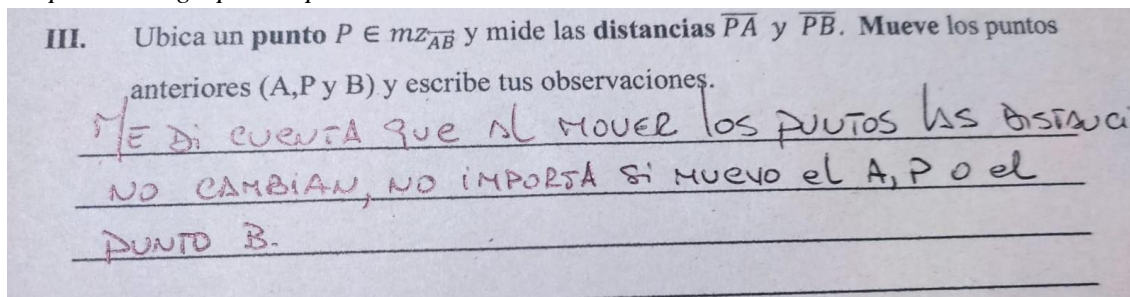 III. Ubica un punto P ∈ mz_AB y mide las distancias PA y PB. Mueve los puntos
anteriores (A,P y B) y escribe tus observaciones.
ME DI CUENTA QUE AL MOVER los PUNTOS LAS DISTANCI
NO CAMBIAN, NO IMPORTA Si MUEVO el A, P O el
PUNTO B.